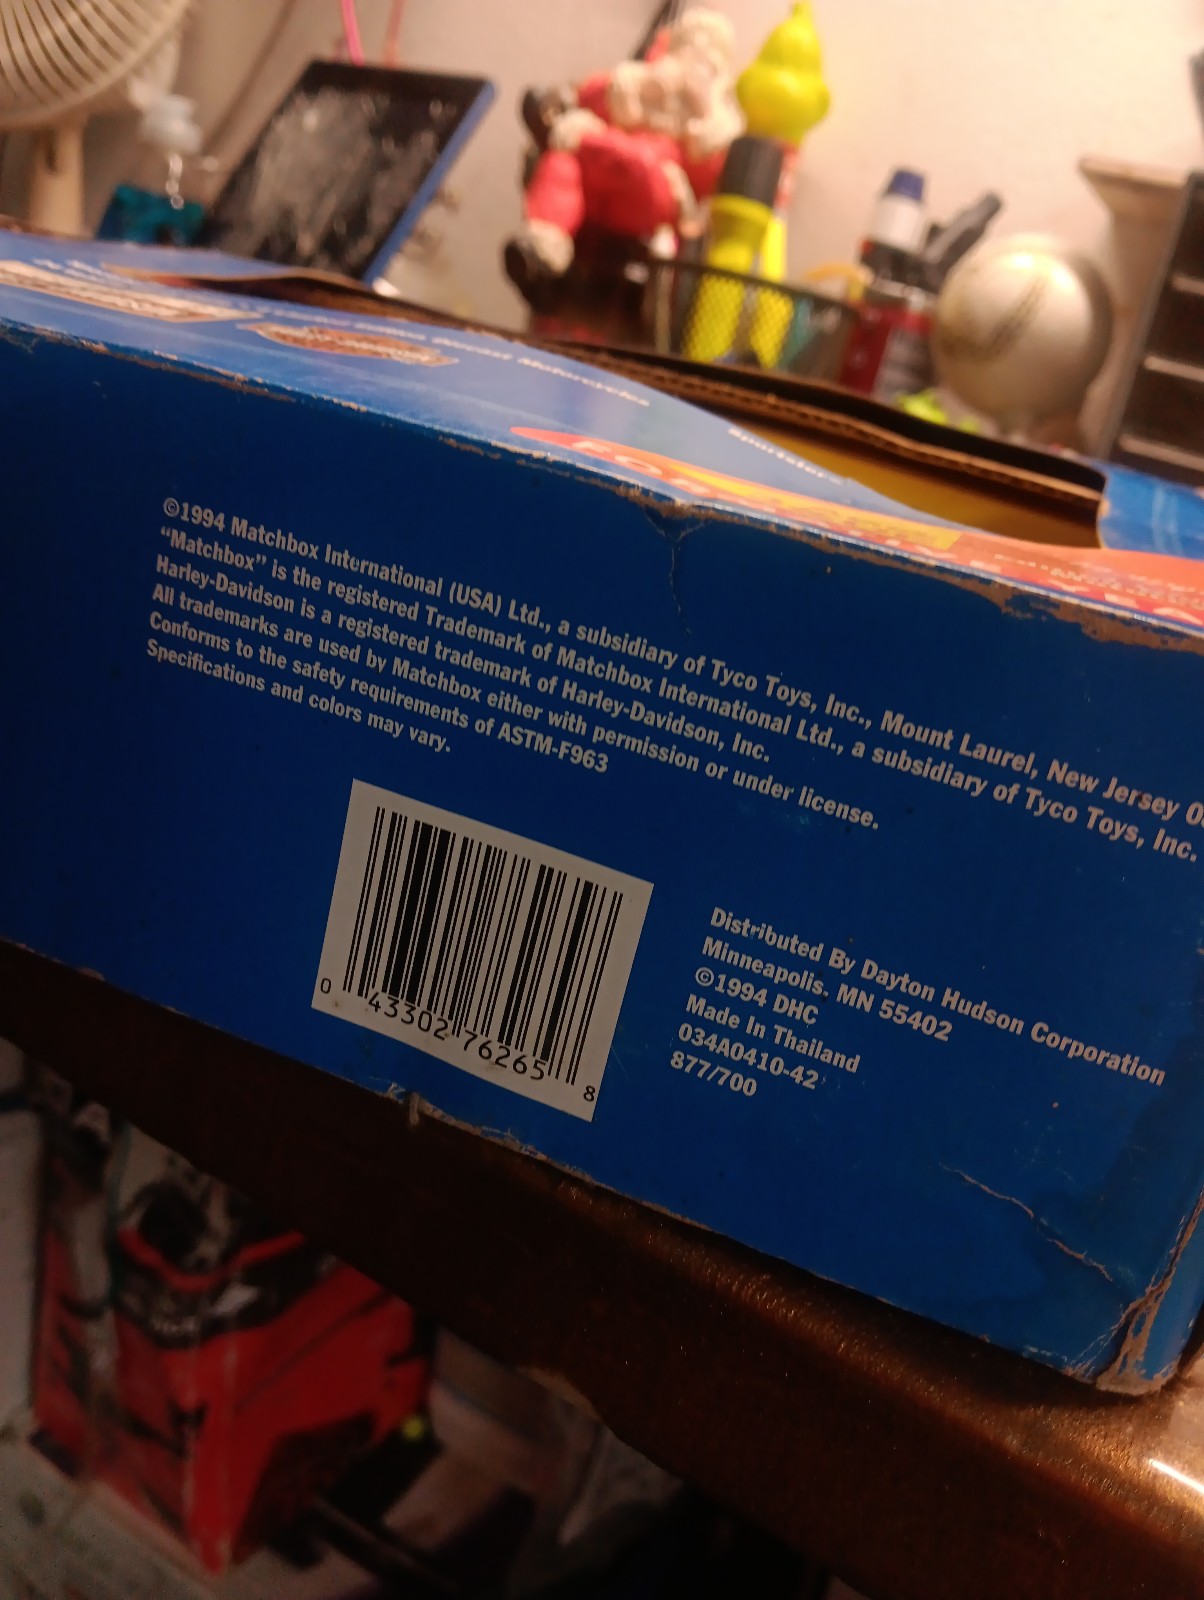 Motorcycles
Sportster
©1994 Matchbox International (USA) Ltd., a subsidiary of Tyco Toys, Inc., Mount Laurel, New Jersey
"Matchbox" is the registered Trademark of Matchbox International Ltd., a subsidiary of Tyco Toys, Inc.
Harley-Davidson is a registered trademark of Harley-Davidson, Inc.
All trademarks are used by Matchbox either with permission or under license.
Conforms to the safety requirements of ASTM-F963
Specifications and colors may vary.
0 43302 76265 8
Distributed By Dayton Hudson Corporation
Minneapolis, MN 55402
©1994 DHC
Made In Thailand
034A0410-42
877/700